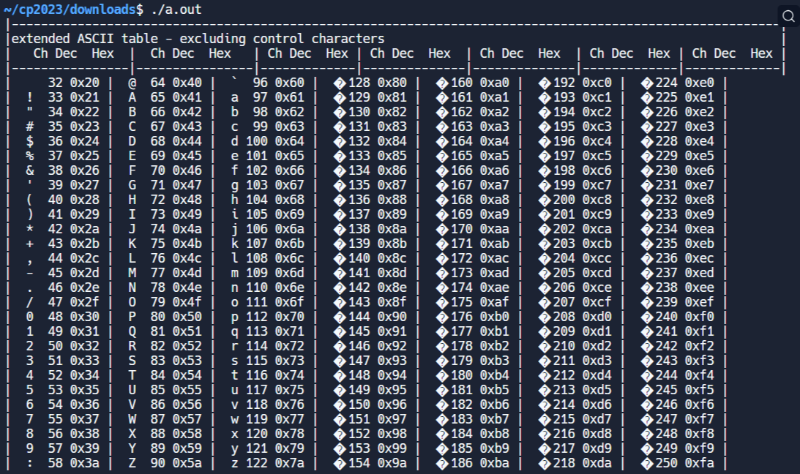 ~/cp2023/downloads$ ./a.out
|----------------------------------------------------------------------------------------------------|
|extended ASCII table - excluding control characters |
| Ch Dec Hex | Ch Dec Hex | Ch Dec Hex | Ch Dec Hex | Ch Dec Hex | Ch Dec Hex | Ch Dec Hex |
|----------------|----------------|--------------|-------------|--------------|-------------|-------------|
| 32 0x20 | @ 64 0x40 | ` 96 0x60 | �128 0x80 | �160 0xa0 | �192 0xc0 | �224 0xe0 |
| ! 33 0x21 | A 65 0x41 | a 97 0x61 | �129 0x81 | �161 0xa1 | �193 0xc1 | �225 0xe1 |
| " 34 0x22 | B 66 0x42 | b 98 0x62 | �130 0x82 | �162 0xa2 | �194 0xc2 | �226 0xe2 |
| # 35 0x23 | C 67 0x43 | c 99 0x63 | �131 0x83 | �163 0xa3 | �195 0xc3 | �227 0xe3 |
| $ 36 0x24 | D 68 0x44 | d 100 0x64 | �132 0x84 | �164 0xa4 | �196 0xc4 | �228 0xe4 |
| % 37 0x25 | E 69 0x45 | e 101 0x65 | �133 0x85 | �165 0xa5 | �197 0xc5 | �229 0xe5 |
| & 38 0x26 | F 70 0x46 | f 102 0x66 | �134 0x86 | �166 0xa6 | �198 0xc6 | �230 0xe6 |
| ' 39 0x27 | G 71 0x47 | g 103 0x67 | �135 0x87 | �167 0xa7 | �199 0xc7 | �231 0xe7 |
| ( 40 0x28 | H 72 0x48 | h 104 0x68 | �136 0x88 | �168 0xa8 | �200 0xc8 | �232 0xe8 |
| ) 41 0x29 | I 73 0x49 | i 105 0x69 | �137 0x89 | �169 0xa9 | �201 0xc9 | �233 0xe9 |
| * 42 0x2a | J 74 0x4a | j 106 0x6a | �138 0x8a | �170 0xaa | �202 0xca | �234 0xea |
| + 43 0x2b | K 75 0x4b | k 107 0x6b | �139 0x8b | �171 0xab | �203 0xcb | �235 0xeb |
| , 44 0x2c | L 76 0x4c | l 108 0x6c | �140 0x8c | �172 0xac | �204 0xcc | �236 0xec |
| - 45 0x2d | M 77 0x4d | m 109 0x6d | �141 0x8d | �173 0xad | �205 0xcd | �237 0xed |
| . 46 0x2e | N 78 0x4e | n 110 0x6e | �142 0x8e | �174 0xae | �206 0xce | �238 0xee |
| / 47 0x2f | O 79 0x4f | o 111 0x6f | �143 0x8f | �175 0xaf | �207 0xcf | �239 0xef |
| 0 48 0x30 | P 80 0x50 | p 112 0x70 | �144 0x90 | �176 0xb0 | �208 0xd0 | �240 0xf0 |
| 1 49 0x31 | Q 81 0x51 | q 113 0x71 | �145 0x91 | �177 0xb1 | �209 0xd1 | �241 0xf1 |
| 2 50 0x32 | R 82 0x52 | r 114 0x72 | �146 0x92 | �178 0xb2 | �210 0xd2 | �242 0xf2 |
| 3 51 0x33 | S 83 0x53 | s 115 0x73 | �147 0x93 | �179 0xb3 | �211 0xd3 | �243 0xf3 |
| 4 52 0x34 | T 84 0x54 | t 116 0x74 | �148 0x94 | �180 0xb4 | �212 0xd4 | �244 0xf4 |
| 5 53 0x35 | U 85 0x55 | u 117 0x75 | �149 0x95 | �181 0xb5 | �213 0xd5 | �245 0xf5 |
| 6 54 0x36 | V 86 0x56 | v 118 0x76 | �150 0x96 | �182 0xb6 | �214 0xd6 | �246 0xf6 |
| 7 55 0x37 | W 87 0x57 | w 119 0x77 | �151 0x97 | �183 0xb7 | �215 0xd7 | �247 0xf7 |
| 8 56 0x38 | X 88 0x58 | x 120 0x78 | �152 0x98 | �184 0xb8 | �216 0xd8 | �248 0xf8 |
| 9 57 0x39 | Y 89 0x59 | y 121 0x79 | �153 0x99 | �185 0xb9 | �217 0xd9 | �249 0xf9 |
| : 58 0x3a | Z 90 0x5a | z 122 0x7a | �154 0x9a | �186 0xba | �218 0xda | �250 0xfa |